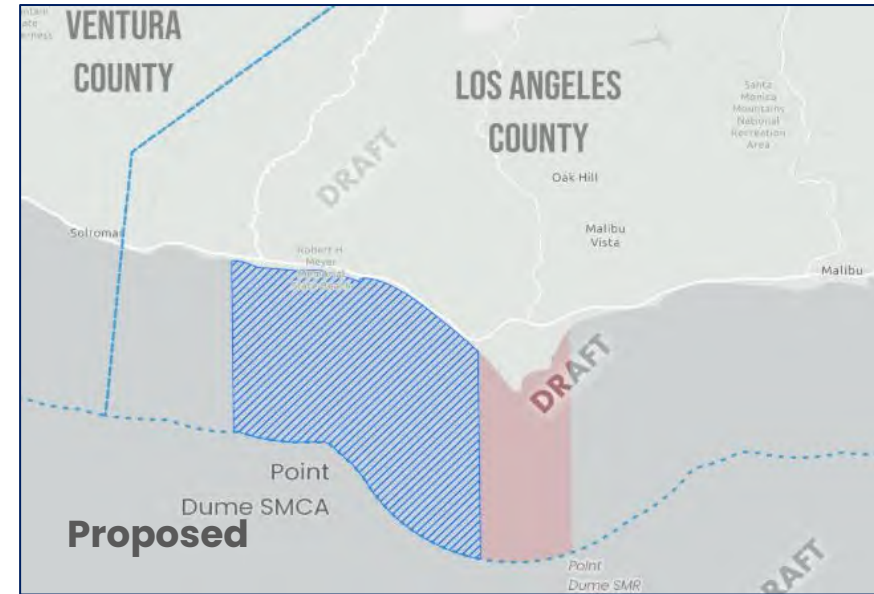 VENTURA
COUNTY
LOS ANGELES
COUNTY
Santa
Monica
Mountains
National
Recreation
Area
DRAFT
Oak Hill
Solromar
Malibu
Vista
Robert H
Meyer
Memorial
Malibu
DRAFT
Point
Dume SMCA
Proposed
Point
Dume SMR
DRAFT